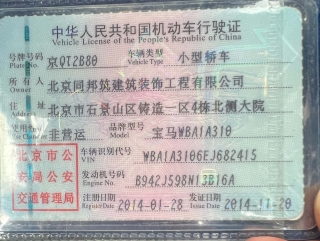 中华人民共和国机动车行驶证
Vehicle License of the People's Republic of China
号牌号码 京QTZB80 车辆类型 小型轿车
Plate No. Vehicle Type
所有人 北京同邦筑建筑装饰工程有限公司
Owner
住址 北京市石景山区铸造一区4栋北侧大院
Address
使用性质 非营运 品牌型号 宝马WBA1A310
Model
北京市公
安局公安
交通管理局
车辆识别代号 WBA1A3106EJ682415
VIN
发动机号码 B942J598N13B16A
Engine No.
注册日期 2014-01-28 发证日期 2014-11-20
Register Date Issue Date